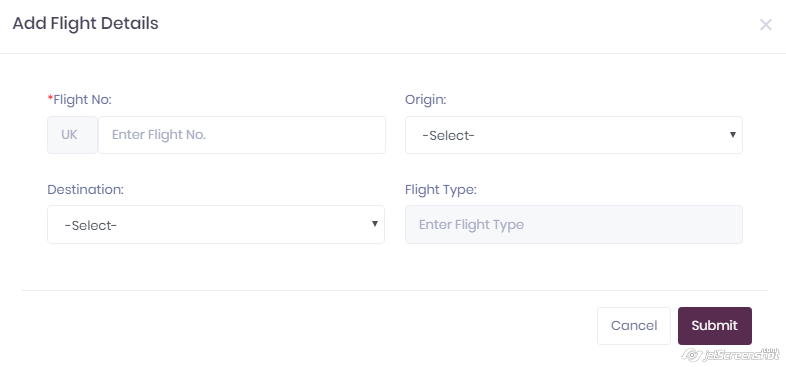 Add Flight Details
×
*Flight No:
Origin:
UK
Enter Flight No.
-Select-
Destination:
Flight Type:
-Select-
Enter Flight Type
Cancel
Submit
jetScreenshot
.com